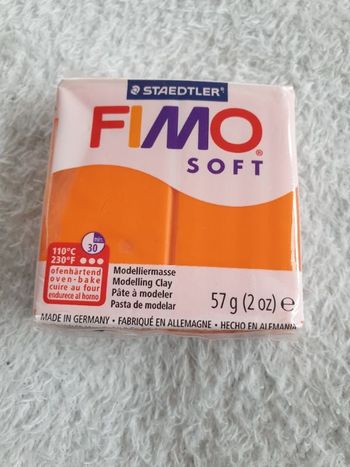 STAEDTLER
FIMO®
SOFT
30
110°C
230°F
ofenhärtend
oven-bake
cuire au four
endurece al horno
Modelliermasse
Modelling Clay
Pâte à modeler
Pasta de modelar
57 g (2 oz) e
MADE IN GERMANY • FABRIQUÉ EN ALLEMAGNE • HECHO EN ALEMANIA